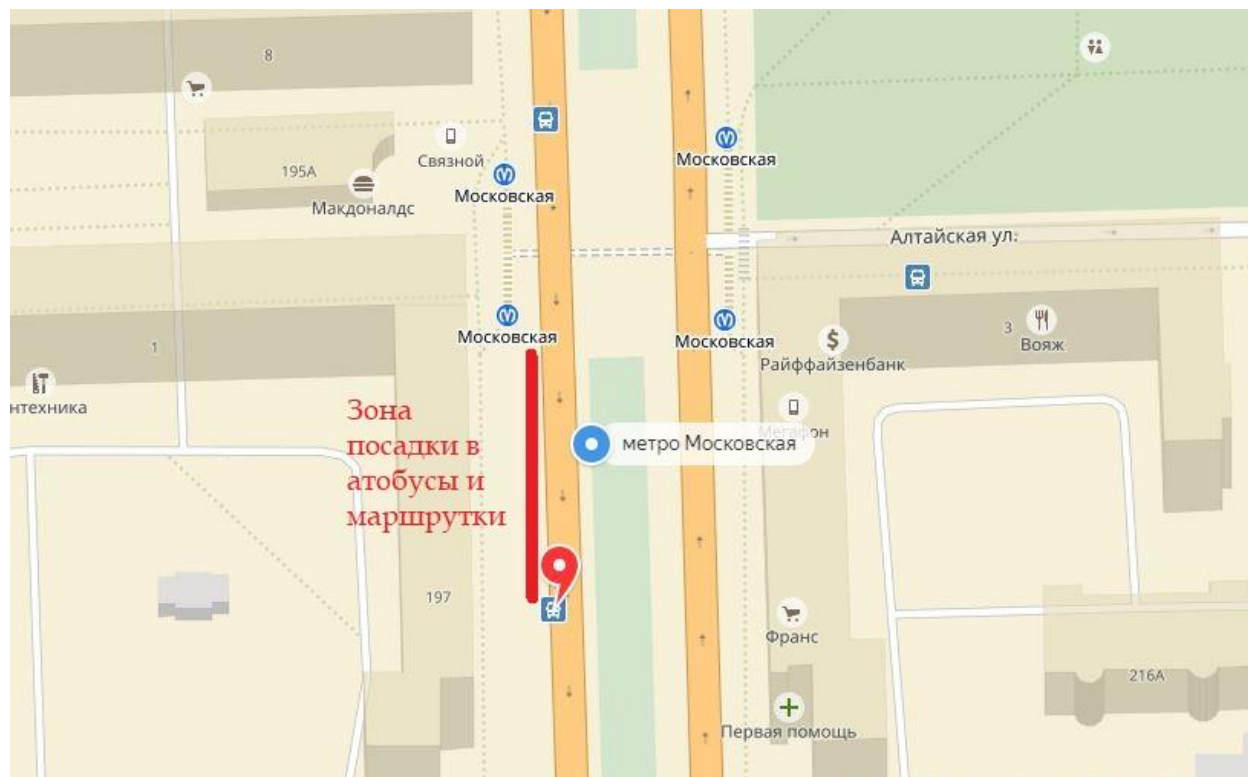 8
Связной
195А
Макдоналдс
Московская
Московская
Алтайская ул.
Московская
Московская
1
3
Вояж
Райффайзенбанк
нтехника
Мегафон
метро Московская
Зона
посадки в
атобусы и
маршрутки
197
Франс
216А
Первая помощь